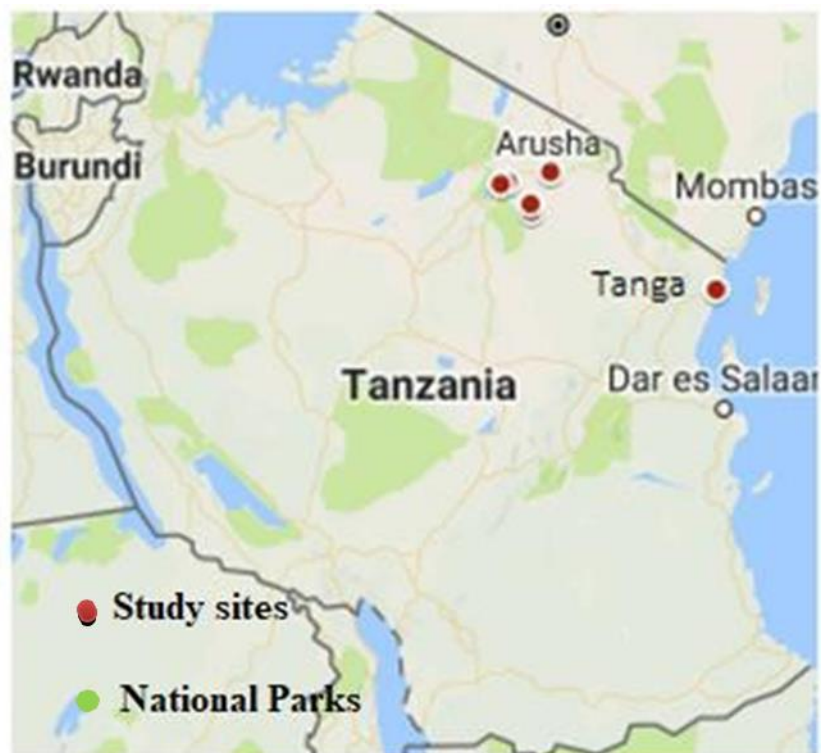 Rwanda
Arusha
Burundi
Mombas
Tanga
Tanzania
Dar es Salaar
Study sites
National Parks